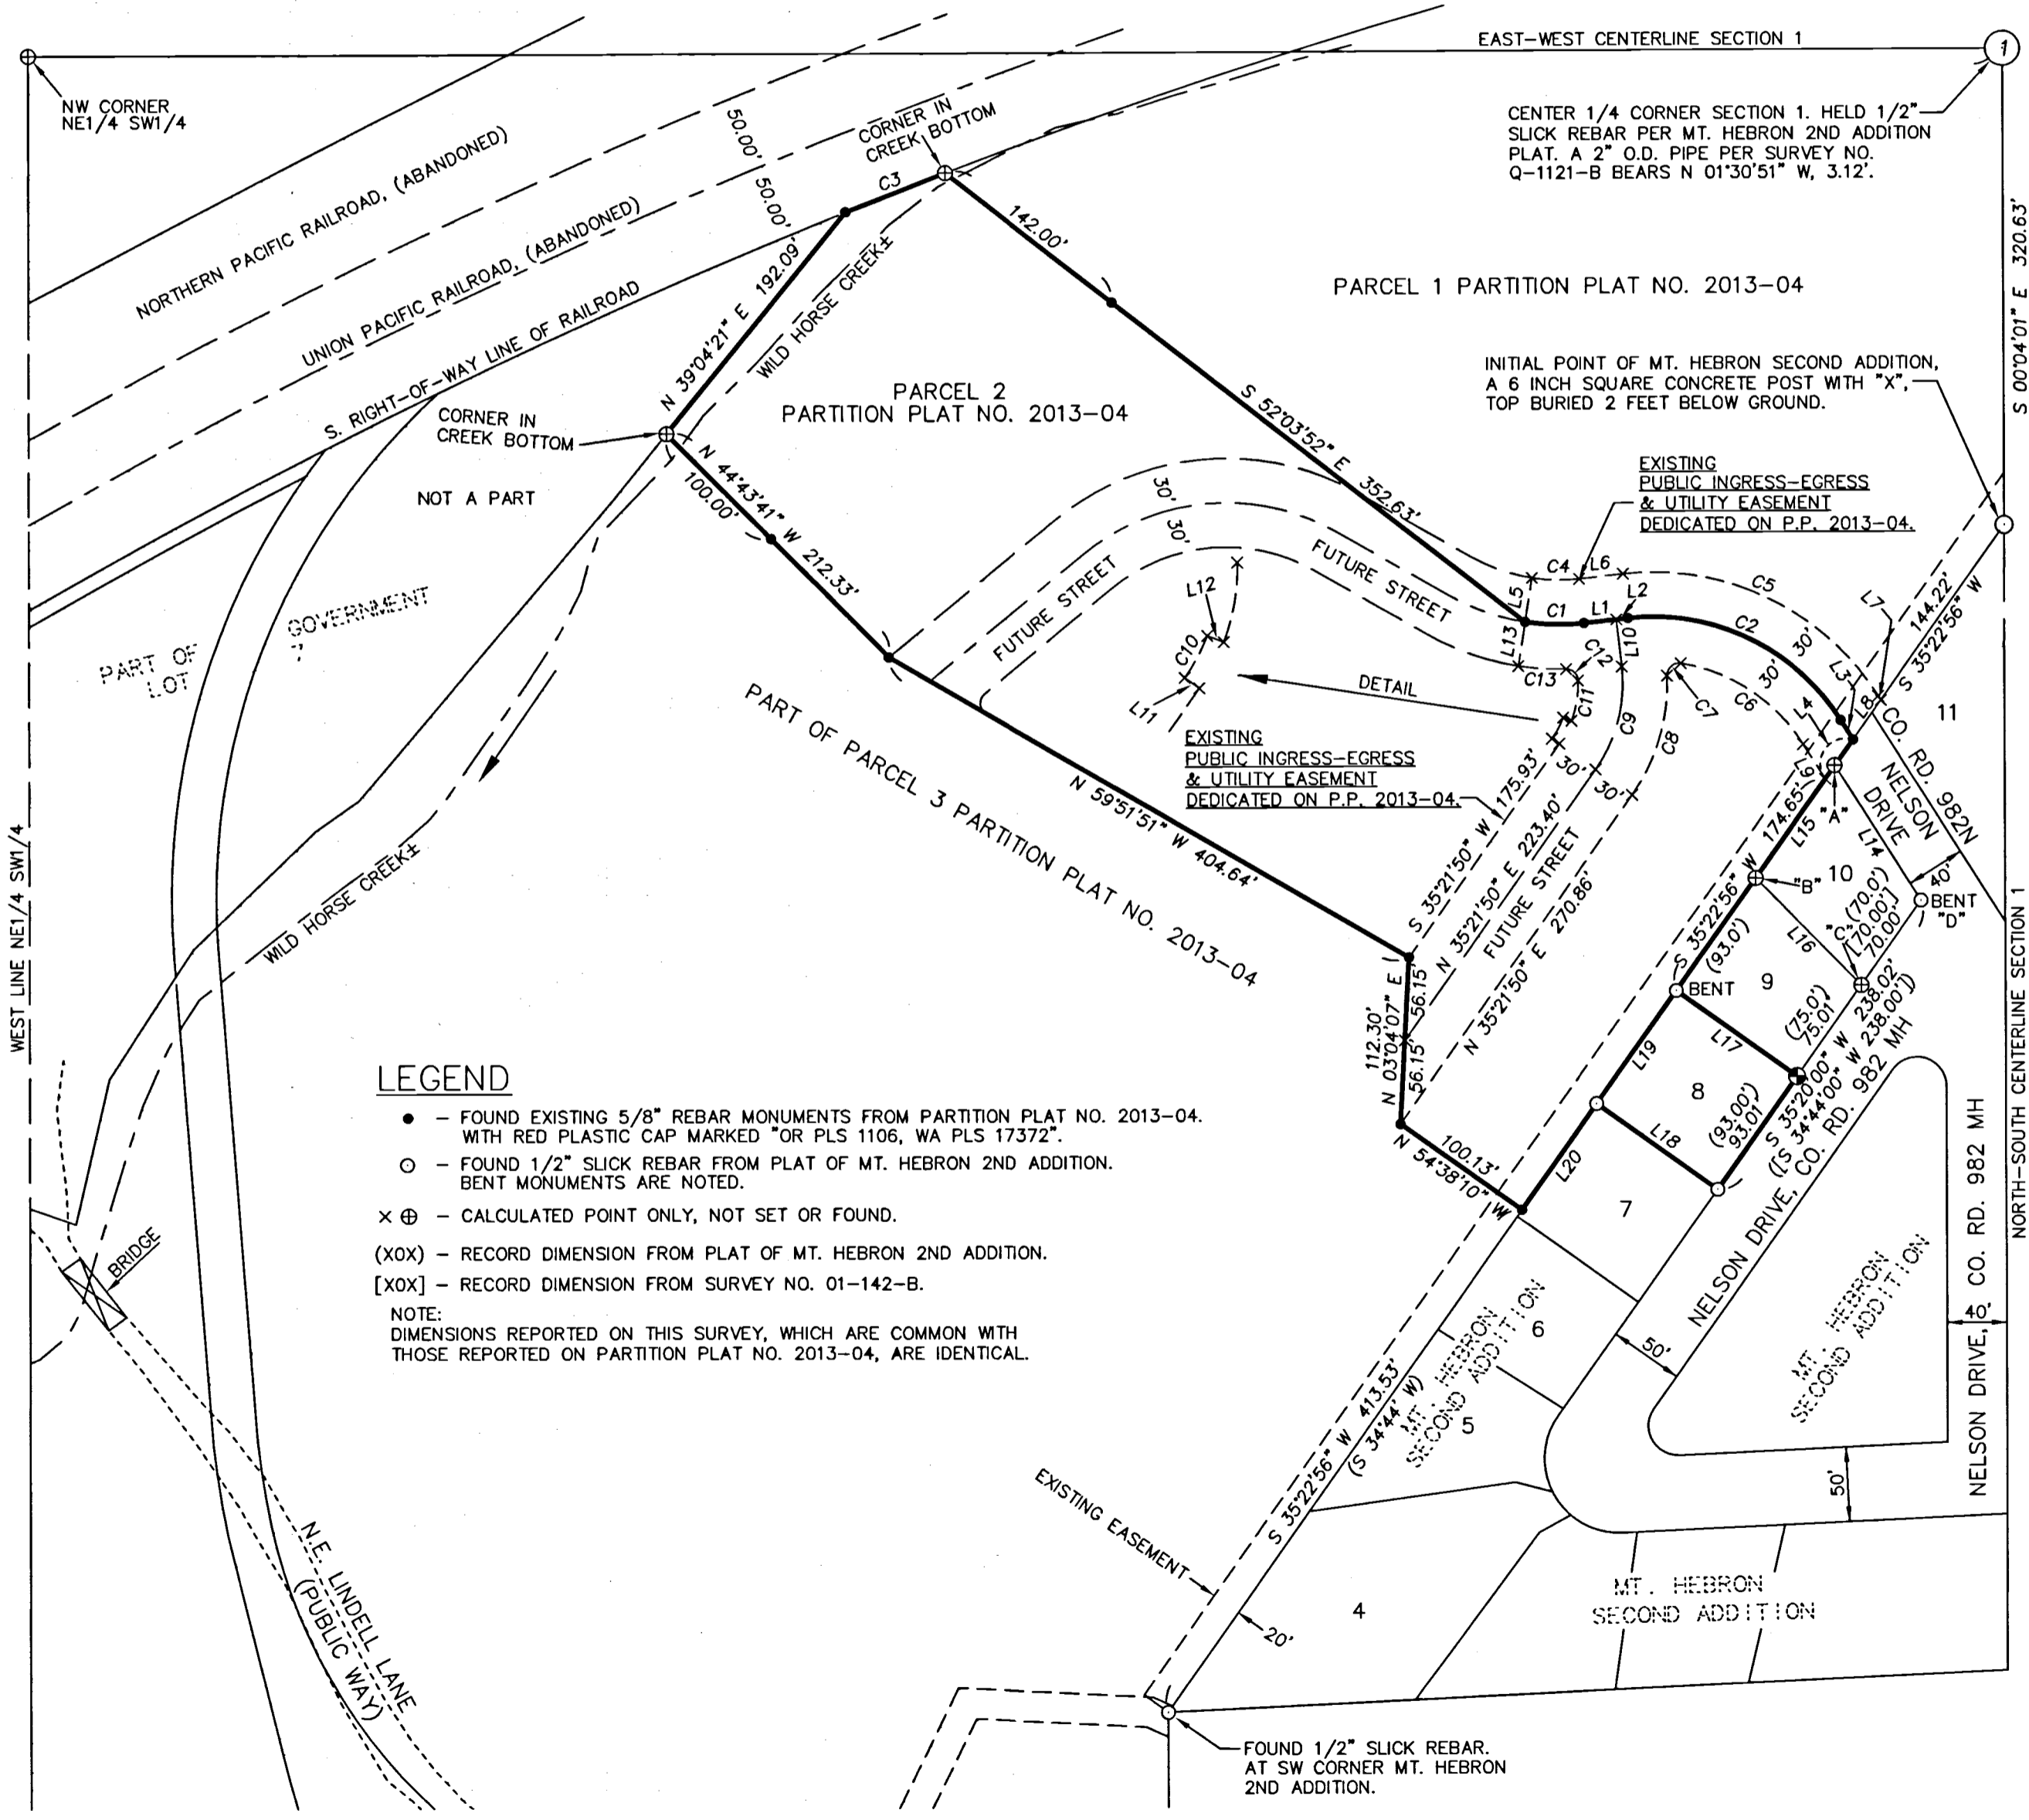 EAST-WEST CENTERLINE SECTION 1
1
NW CORNER
NE1/4 SW1/4
CENTER 1/4 CORNER SECTION 1. HELD 1/2"
SLICK REBAR PER MT. HEBRON 2ND ADDITION
PLAT. A 2" O.D. PIPE PER SURVEY NO.
Q-1121-B BEARS N 01°30'51" W, 3.12'.
S 00°04'01" E 320.63'
NORTHERN PACIFIC RAILROAD, (ABANDONED)
UNION PACIFIC RAILROAD, (ABANDONED)
S. RIGHT-OF-WAY LINE OF RAILROAD
50.00'
50.00'
CORNER IN
CREEK BOTTOM
C3
142.00'
N 39°04'21" E 192.09'
WILD HORSE CREEK±
PARCEL 1 PARTITION PLAT NO. 2013-04
INITIAL POINT OF MT. HEBRON SECOND ADDITION,
A 6 INCH SQUARE CONCRETE POST WITH "X",
TOP BURIED 2 FEET BELOW GROUND.
PARCEL 2
PARTITION PLAT NO. 2013-04
CORNER IN
CREEK BOTTOM
NOT A PART
N 44°43'41" W 212.33'
100.00'
S 52°03'52" E 352.63'
EXISTING
PUBLIC INGRESS-EGRESS
& UTILITY EASEMENT
DEDICATED ON P.P. 2013-04.
30'
30'
FUTURE STREET
FUTURE STREET
C4
L6
L2
C5
L7
144.22'
S 35°22'56" W
L5
C1
L1
C2
L13
L10
C12
C13
30'
30'
L3
L4
L8
L9
C6
C7
C8
C9
C11
L12
C10
L11
DETAIL
11
PART OF GOVERNMENT
LOT 7
PART OF PARCEL 3 PARTITION PLAT NO. 2013-04
EXISTING
PUBLIC INGRESS-EGRESS
& UTILITY EASEMENT
DEDICATED ON P.P. 2013-04.
30'
30'
N 59°51'51" W 404.64'
S 35°21'50" W 175.93'
N 35°21'50" E 223.40'
FUTURE STREET
N 35°21'50" E 270.86'
CO. RD. 982N
NELSON
DRIVE
"A"
L14
L15
174.65'
S 35°22'56" W
(93.0')
"B"
10
40'
BENT
"D"
(70.0')
[70.00']
70.00'
"C"
L16
9
BENT
(75.0')
75.01'
L17
S 35°20'00" W 238.02'
([S 34°44'00" W 238.00'])
NELSON DRIVE, CO. RD. 982 MH
8
(93.00')
93.01'
L19
L18
L20
7
WEST LINE NE1/4 SW1/4
WILD HORSE CREEK±
N 03°04'07" E
112.30'
56.15'
56.15'
100.13'
N 54°38'10" W
LEGEND
● – FOUND EXISTING 5/8" REBAR MONUMENTS FROM PARTITION PLAT NO. 2013-04.
WITH RED PLASTIC CAP MARKED "OR PLS 1106, WA PLS 17372".
⊙ – FOUND 1/2" SLICK REBAR FROM PLAT OF MT. HEBRON 2ND ADDITION.
BENT MONUMENTS ARE NOTED.
×⊕ – CALCULATED POINT ONLY, NOT SET OR FOUND.
(XOX) – RECORD DIMENSION FROM PLAT OF MT. HEBRON 2ND ADDITION.
[XOX] – RECORD DIMENSION FROM SURVEY NO. 01-142-B.
NOTE:
DIMENSIONS REPORTED ON THIS SURVEY, WHICH ARE COMMON WITH
THOSE REPORTED ON PARTITION PLAT NO. 2013-04, ARE IDENTICAL.
BRIDGE
N.E. LINDELL LANE
(PUBLIC WAY)
MT. HEBRON
SECOND ADDITION
6
5
50'
MT. HEBRON
SECOND ADDITION
NELSON DRIVE, CO. RD. 982 MH
40'
NORTH-SOUTH CENTERLINE SECTION 1
S 35°22'56" W 413.53'
(S 34°44' W)
50'
EXISTING EASEMENT
20'
4
MT. HEBRON
SECOND ADDITION
FOUND 1/2" SLICK REBAR.
AT SW CORNER MT. HEBRON
2ND ADDITION.